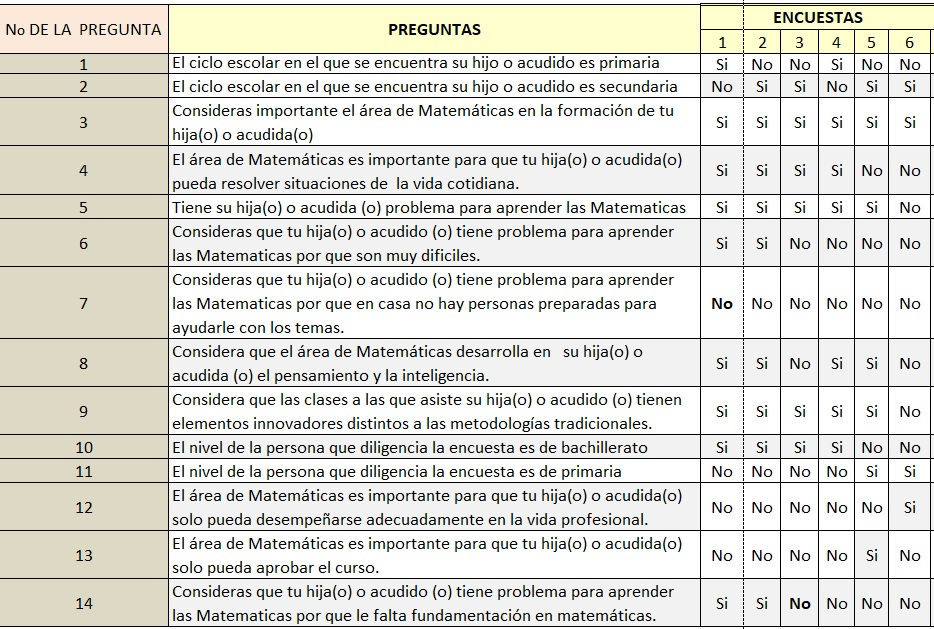 No DE LA PREGUNTA PREGUNTAS ENCUESTAS
1 2 3 4 5 6
1 El ciclo escolar en el que se encuentra su hijo o acudido es primaria Si No No Si No No
2 El ciclo escolar en el que se encuentra su hijo o acudido es secundaria No Si Si No Si Si
3 Consideras importante el área de Matemáticas en la formación de tu
hija(o) o acudida(o) Si Si Si Si Si Si
4 El área de Matemáticas es importante para que tu hija(o) o acudida(o)
pueda resolver situaciones de la vida cotidiana. Si Si Si Si No No
5 Tiene su hija(o) o acudida (o) problema para aprender las Matematicas Si Si Si Si Si No
6 Consideras que tu hija(o) o acudido (o) tiene problema para aprender
las Matematicas por que son muy dificiles. Si Si No No No No
7 Consideras que tu hija(o) o acudido (o) tiene problema para aprender
las Matematicas por que en casa no hay personas preparadas para
ayudarle con los temas. No No No No No No
8 Considera que el área de Matemáticas desarrolla en su hija(o) o
acudida (o) el pensamiento y la inteligencia. Si Si No Si Si No
9 Considera que las clases a las que asiste su hija(o) o acudido (o) tienen
elementos innovadores distintos a las metodologías tradicionales. Si Si Si Si Si No
10 El nivel de la persona que diligencia la encuesta es de bachillerato Si Si Si Si No No
11 El nivel de la persona que diligencia la encuesta es de primaria No No No No Si Si
12 El área de Matemáticas es importante para que tu hija(o) o acudida(o)
solo pueda desempeñarse adecuadamente en la vida profesional. No No No No No Si
13 El área de Matemáticas es importante para que tu hija(o) o acudida(o)
solo pueda aprobar el curso. No No No No Si No
14 Consideras que tu hija(o) o acudido (o) tiene problema para aprender
las Matematicas por que le falta fundamentación en matemáticas. Si Si No No No No